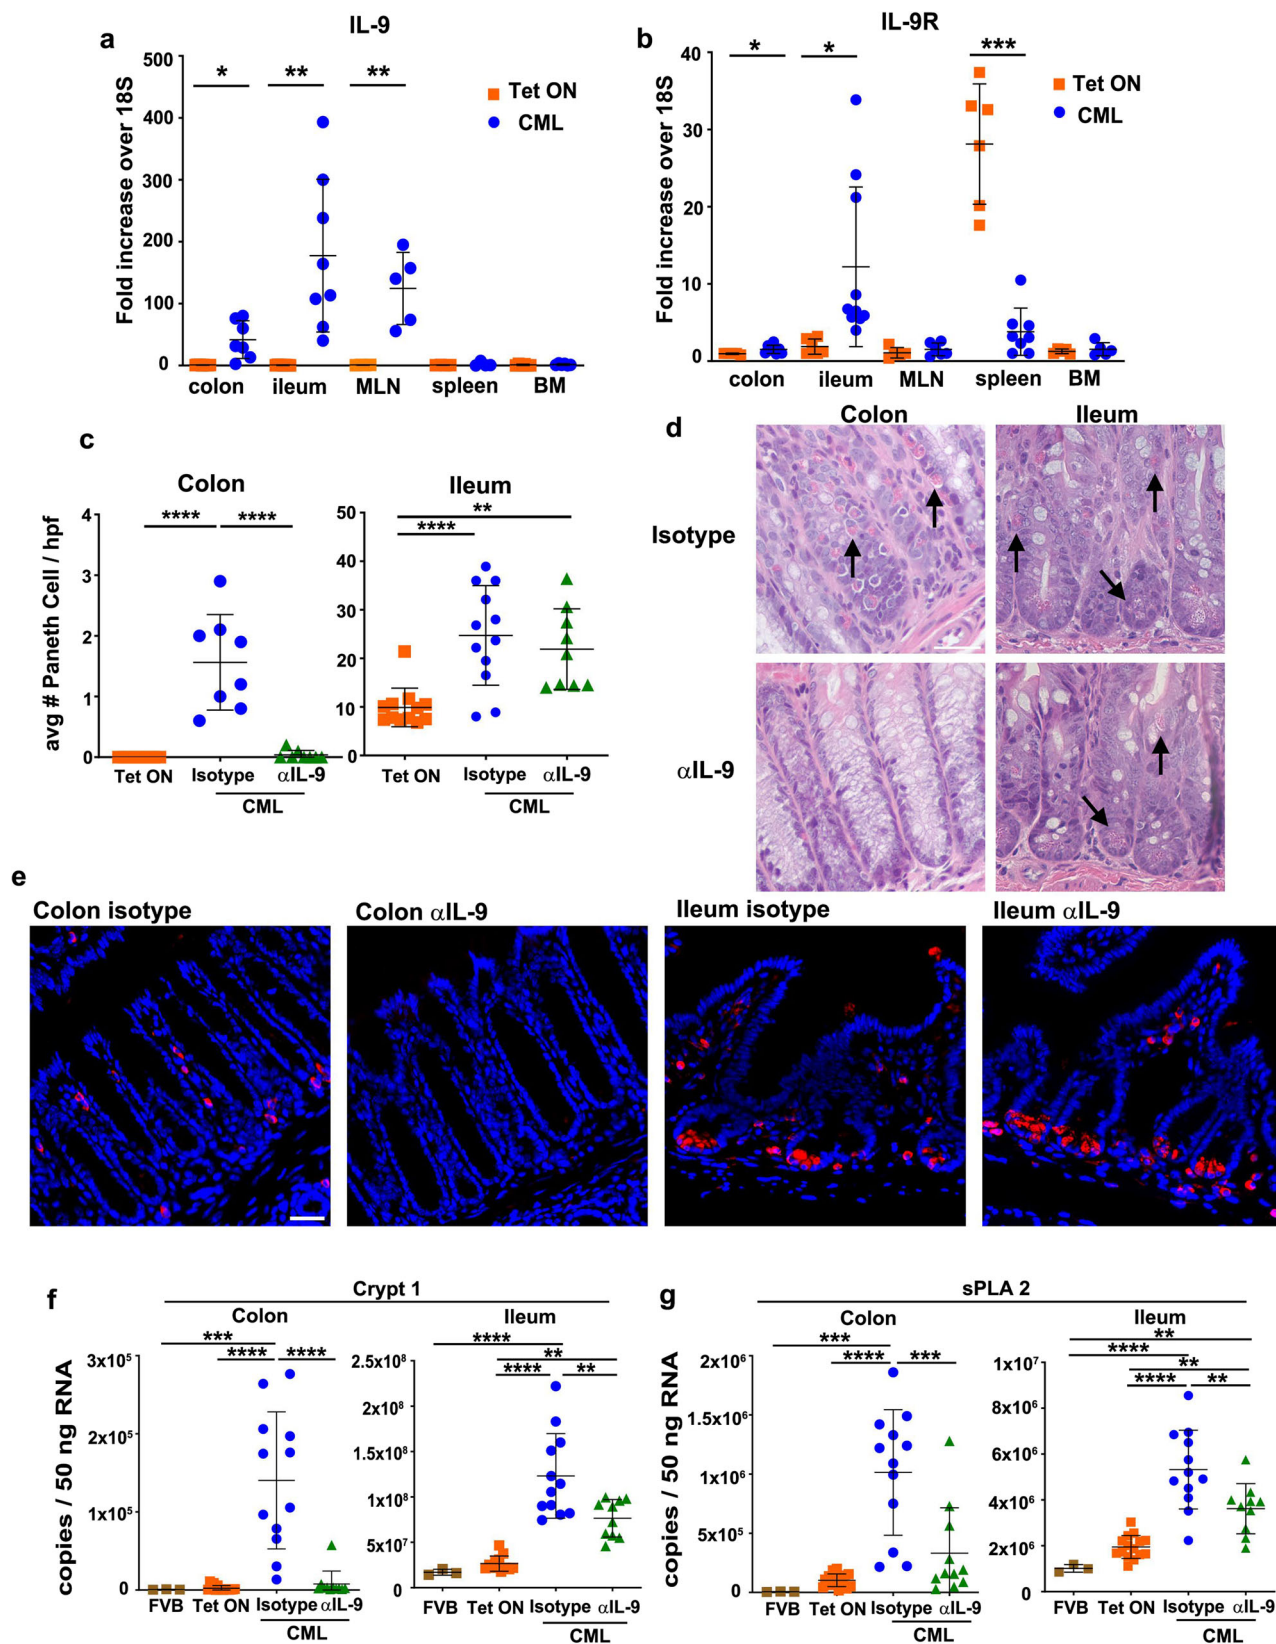 a
IL-9
Fold increase over 18S
500
400
300
200
100
0
*
**
**
Tet ON
CML
colon
ileum
MLN
spleen
BM
b
IL-9R
Fold increase over 18S
40
30
20
10
0
*
*
***
Tet ON
CML
colon
ileum
MLN
spleen
BM
c
avg # Paneth Cell / hpf
Colon
4
3
2
1
0
****
****
Tet ON
Isotype
αIL-9
CML
Ileum
50
40
30
20
10
0
**
****
Tet ON
Isotype
αIL-9
CML
d
Colon
Ileum
Isotype
αIL-9
e
Colon isotype
Colon αIL-9
Ileum isotype
Ileum αIL-9
f
Crypt 1
copies / 50 ng RNA
Colon
3x10⁵
2x10⁵
1x10⁵
0
***
****
****
FVB
Tet ON
Isotype
αIL-9
CML
Ileum
2.5x10⁸
2x10⁸
1.5x10⁸
1x10⁸
5x10⁷
0
****
**
****
**
FVB
Tet ON
Isotype
αIL-9
CML
g
sPLA 2
copies / 50 ng RNA
Colon
2x10⁶
1.5x10⁶
1x10⁶
5x10⁵
0
***
****
***
FVB
Tet ON
Isotype
αIL-9
CML
Ileum
1x10⁷
8x10⁶
6x10⁶
4x10⁶
2x10⁶
0
**
****
**
****
**
FVB
Tet ON
Isotype
αIL-9
CML